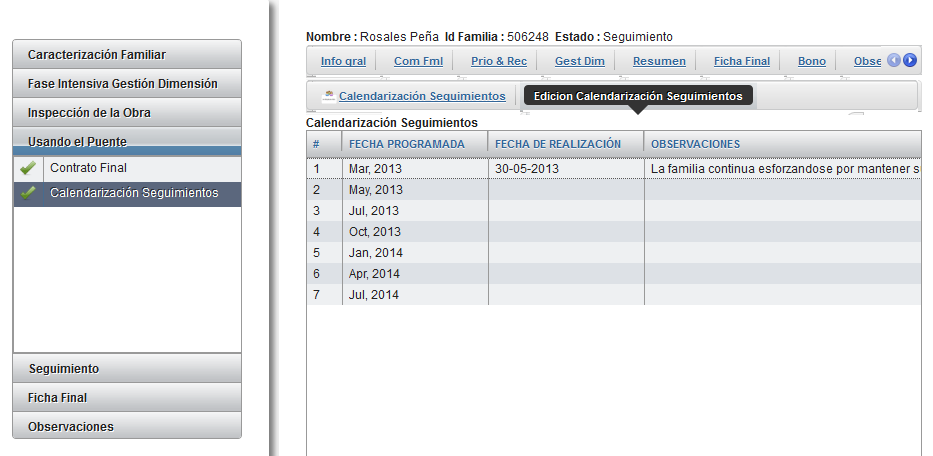 Caracterización Familiar
Fase Intensiva Gestión Dimensión
Inspección de la Obra
Usando el Puente
Contrato Final
Calendarización Seguimientos
Seguimiento
Ficha Final
Observaciones
Nombre : Rosales Peña Id Familia : 506248 Estado : Seguimiento
Info gral Com Fml Prio & Rec Gest Dim Resumen Ficha Final Bono Obse
Calendarización Seguimientos Edicion Calendarización Seguimientos
Calendarización Seguimientos
# FECHA PROGRAMADA FECHA DE REALIZACIÓN OBSERVACIONES
1 Mar, 2013 30-05-2013 La familia continua esforzandose por mantener s
2 May, 2013
3 Jul, 2013
4 Oct, 2013
5 Jan, 2014
6 Apr, 2014
7 Jul, 2014